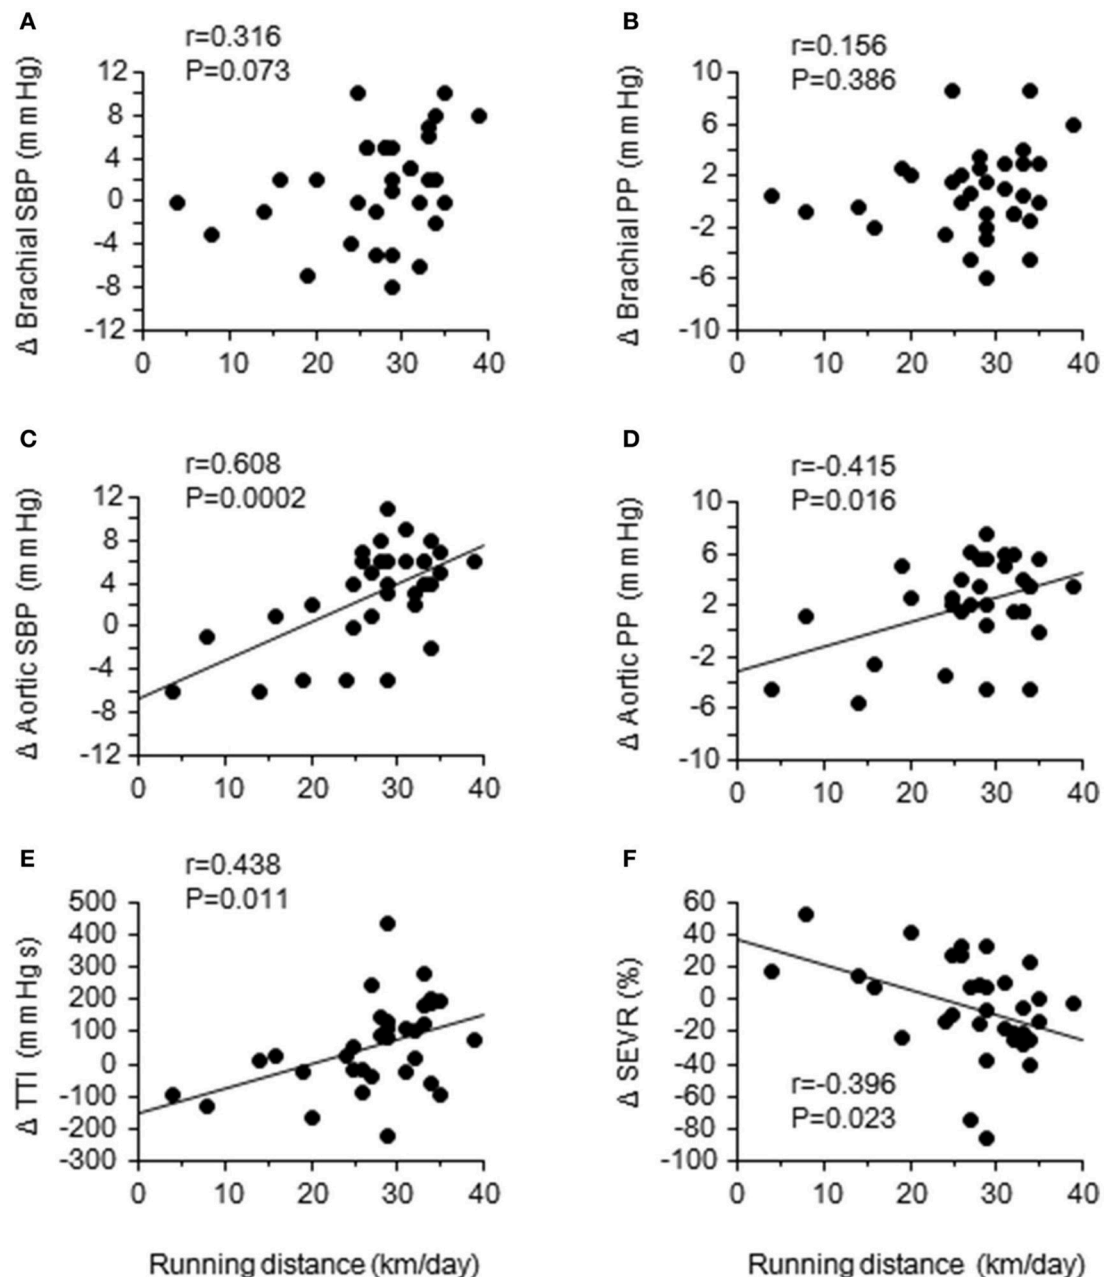 A
r=0.316
P=0.073
Δ Brachial SBP (mmHg)
12
8
4
0
-4
-8
-12
0 10 20 30 40
B
r=0.156
P=0.386
Δ Brachial PP (mmHg)
10
6
2
-2
-6
-10
0 10 20 30 40
C
r=0.608
P=0.0002
Δ Aortic SBP (mmHg)
12
8
4
0
-4
-8
-12
0 10 20 30 40
D
r=-0.415
P=0.016
Δ Aortic PP (mmHg)
10
6
2
-2
-6
-10
0 10 20 30 40
E
r=0.438
P=0.011
Δ TTI (mmHg s)
500
400
300
200
100
0
-100
-200
-300
0 10 20 30 40
Running distance (km/day)
F
Δ SEVR (%)
60
40
20
0
-20
-40
-60
-80
-100
r=-0.396
P=0.023
0 10 20 30 40
Running distance (km/day)